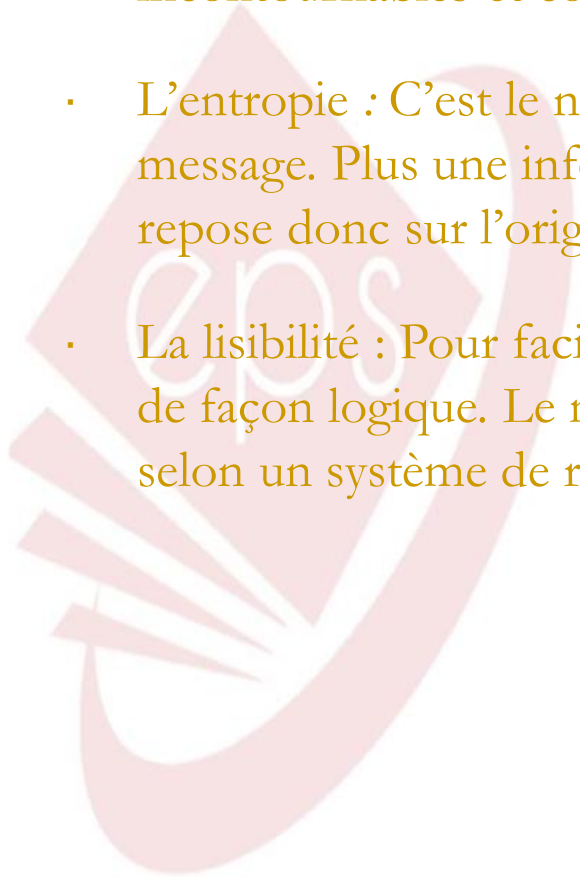 · L’entropie : C’est le n
message. Plus une inf
repose donc sur l’orig
· La lisibilité : Pour faci
de façon logique. Le
selon un système de r
eps